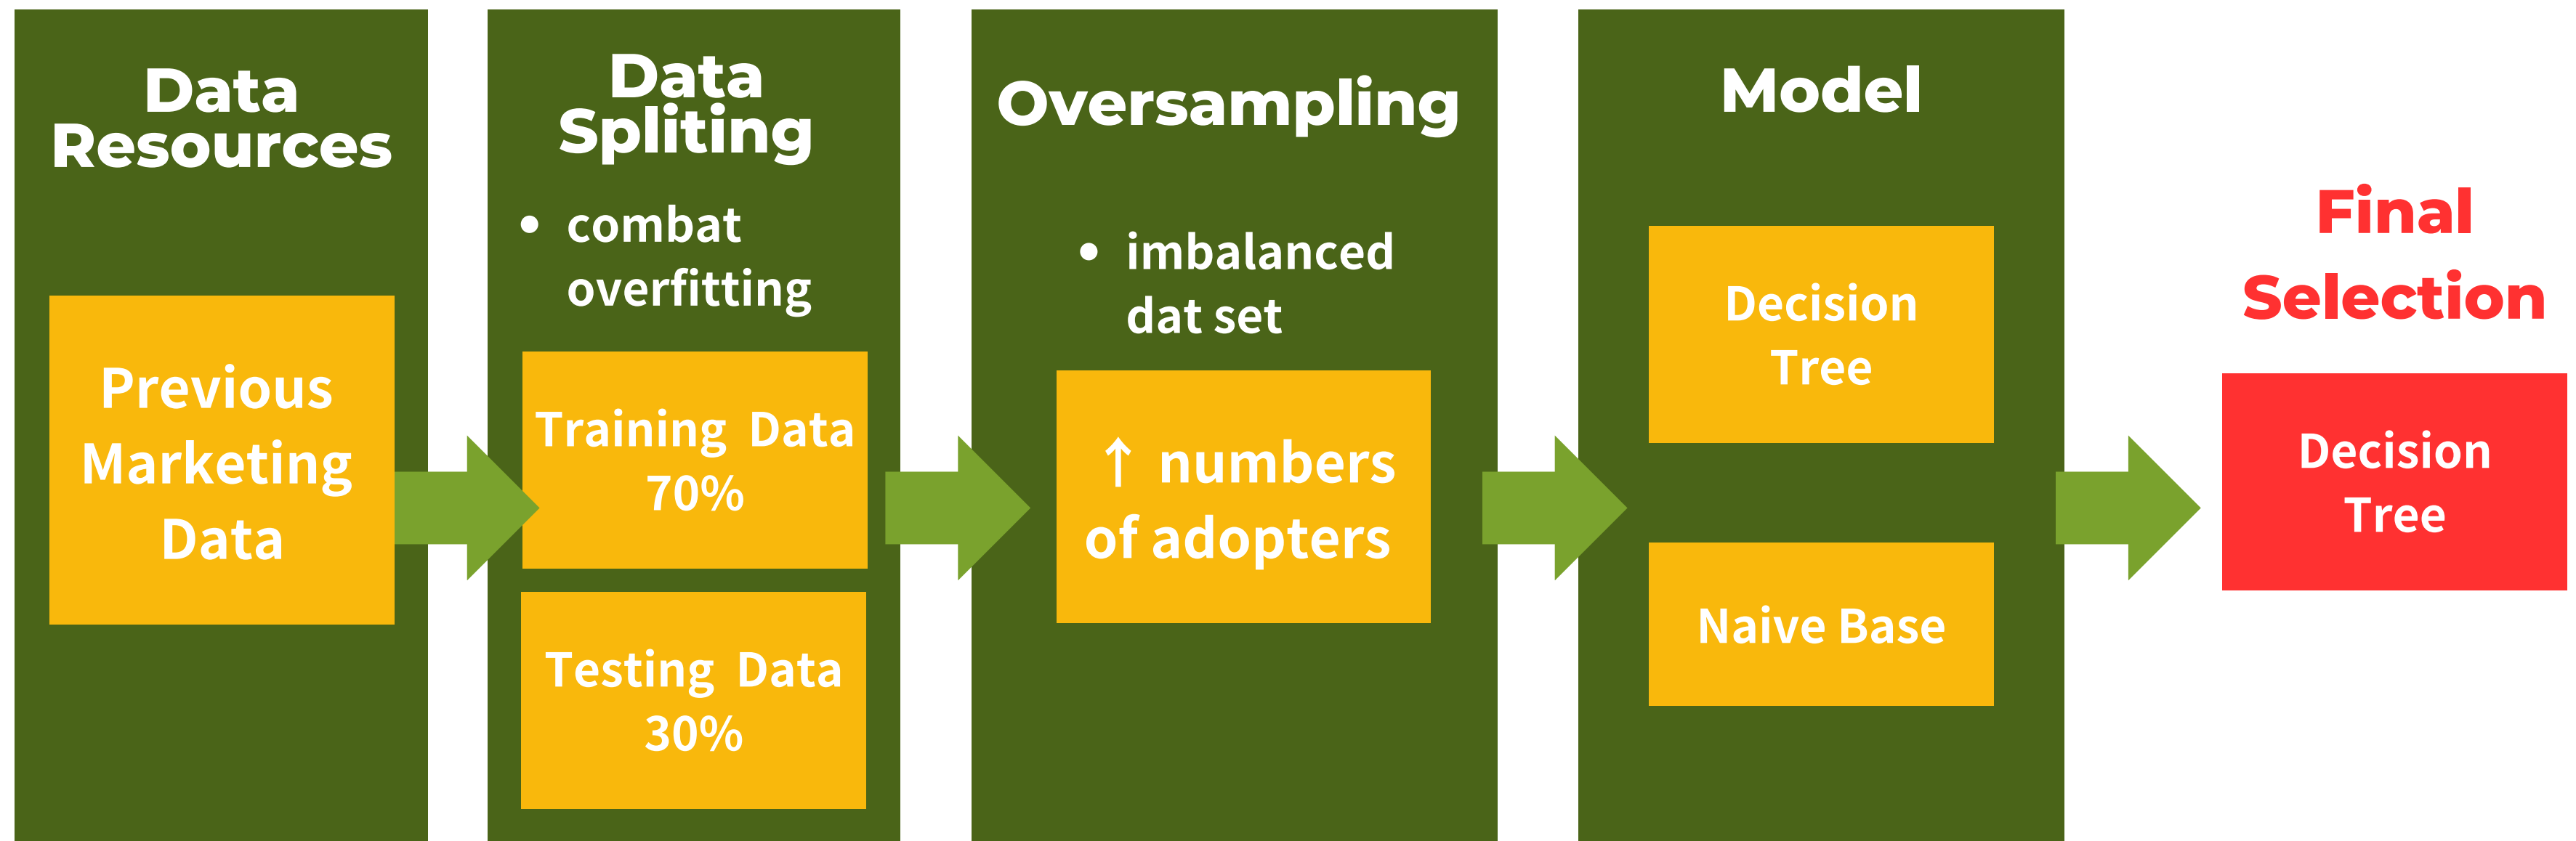 Data
Resources
Previous
Marketing
Data
Data
Spliting
• combat
overfitting
Training Data
70%
Testing Data
30%
Oversampling
• imbalanced
dat set
↑ numbers
of adopters
Model
Decision
Tree
Naive Base
Final
Selection
Decision
Tree